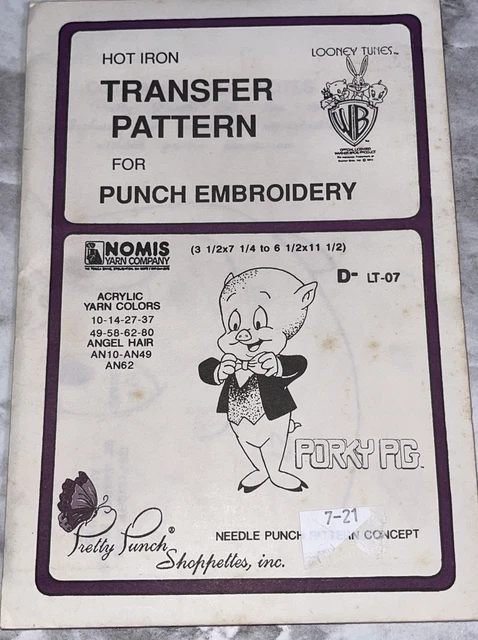 HOT IRON
TRANSFER
PATTERN
FOR
PUNCH EMBROIDERY
LOONEY TUNES™
WB
NOMIS
YARN COMPANY
(3 1/2x7 1/4 to 6 1/2x11 1/2)
D- LT-07
ACRYLIC
YARN COLORS
10-14-27-37
49-58-62-80
ANGEL HAIR
AN10-AN49
AN62
PORKY PIG™
7-21
NEEDLE PUNCH PATTERN CONCEPT
Pretty Punch®
Shoppettes, inc.